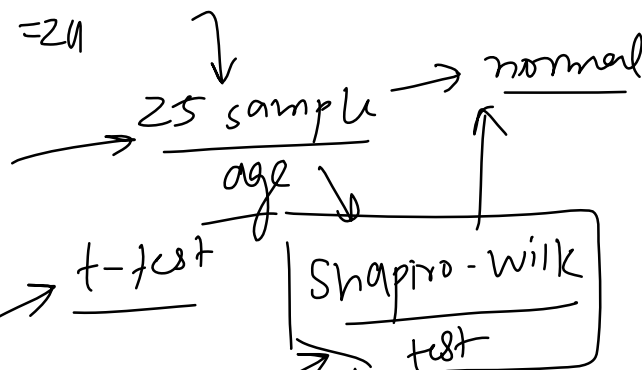 =24
25 sample
normal
age
t-test
Shapiro-Wilk
test